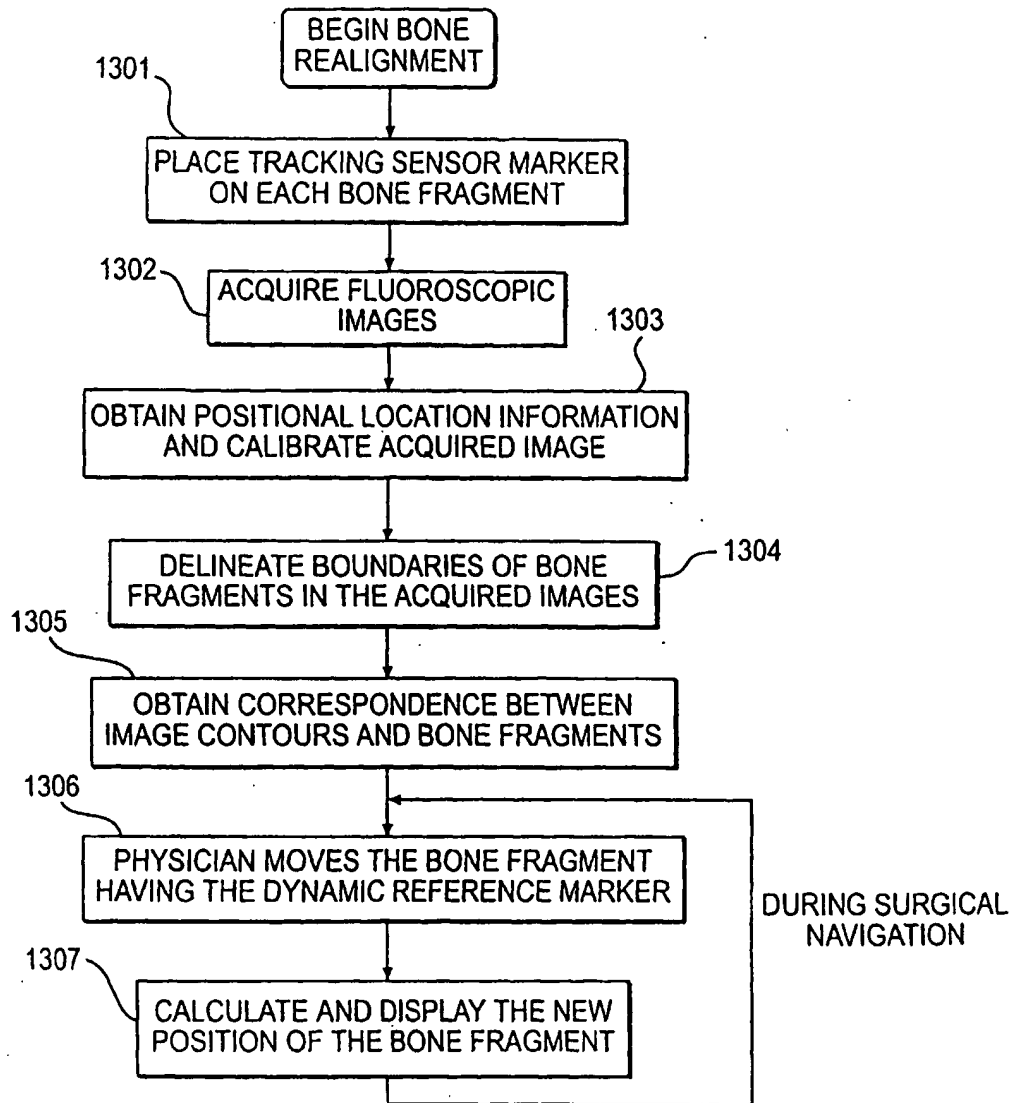 BEGIN BONE
REALIGNMENT
1301
PLACE TRACKING SENSOR MARKER
ON EACH BONE FRAGMENT
1302
ACQUIRE FLUOROSCOPIC
IMAGES
1303
OBTAIN POSITIONAL LOCATION INFORMATION
AND CALIBRATE ACQUIRED IMAGE
1304
DELINEATE BOUNDARIES OF BONE
FRAGMENTS IN THE ACQUIRED IMAGES
1305
OBTAIN CORRESPONDENCE BETWEEN
IMAGE CONTOURS AND BONE FRAGMENTS
1306
PHYSICIAN MOVES THE BONE FRAGMENT
HAVING THE DYNAMIC REFERENCE MARKER
DURING SURGICAL
NAVIGATION
1307
CALCULATE AND DISPLAY THE NEW
POSITION OF THE BONE FRAGMENT